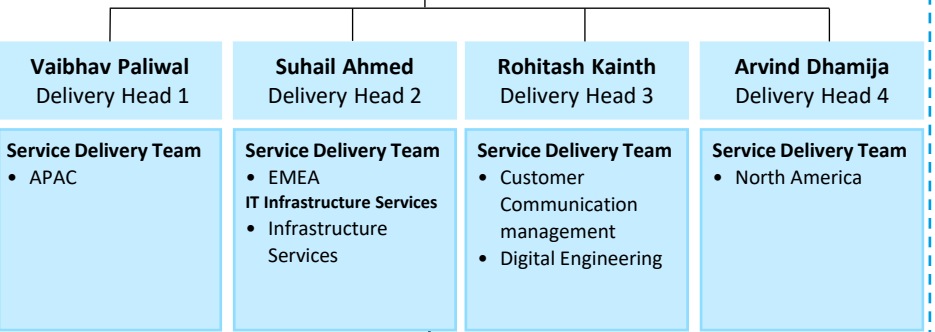 Vaibhav Paliwal
Delivery Head 1
Suhail Ahmed
Delivery Head 2
Rohitash Kainth
Delivery Head 3
Arvind Dhamija
Delivery Head 4
Service Delivery Team
• APAC
Service Delivery Team
• EMEA
IT Infrastructure Services
• Infrastructure
Services
Service Delivery Team
• Customer
Communication
management
• Digital Engineering
Service Delivery Team
• North America